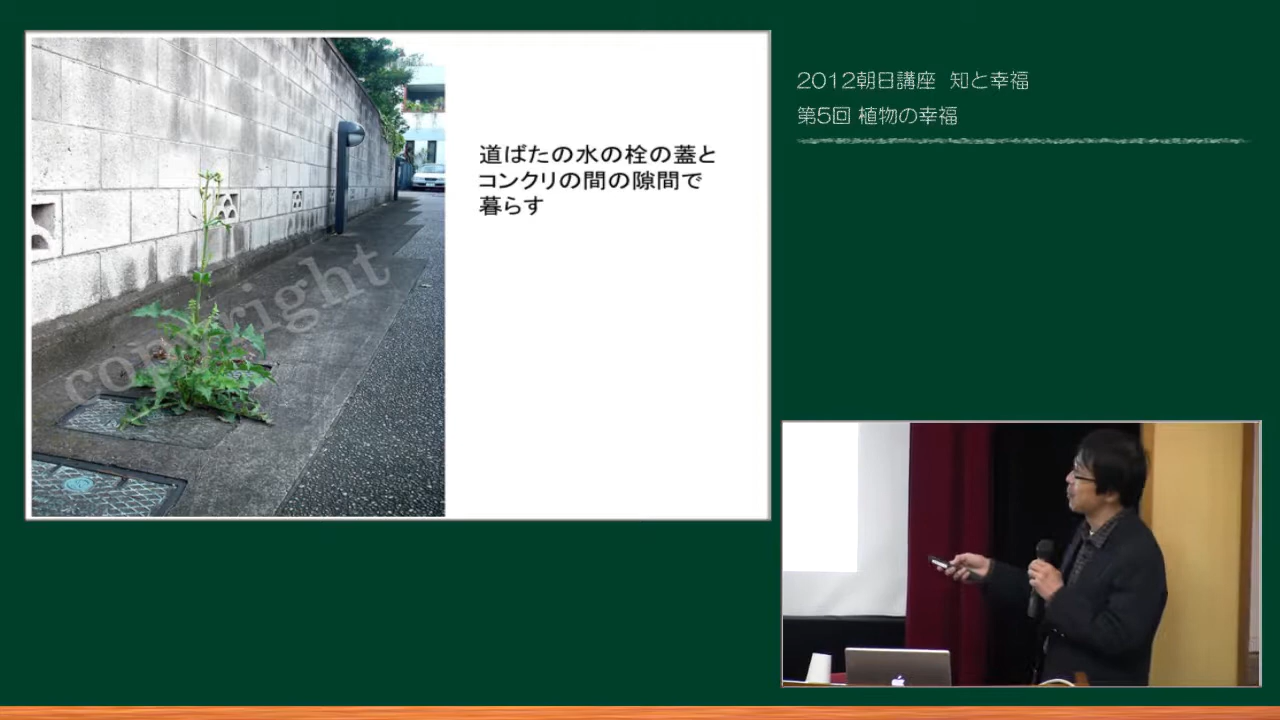 2012朝日講座 知と幸福
第5回 植物の幸福
道ばたの水の栓の蓋と
コンクリの間の隙間で
暮らす
copyright